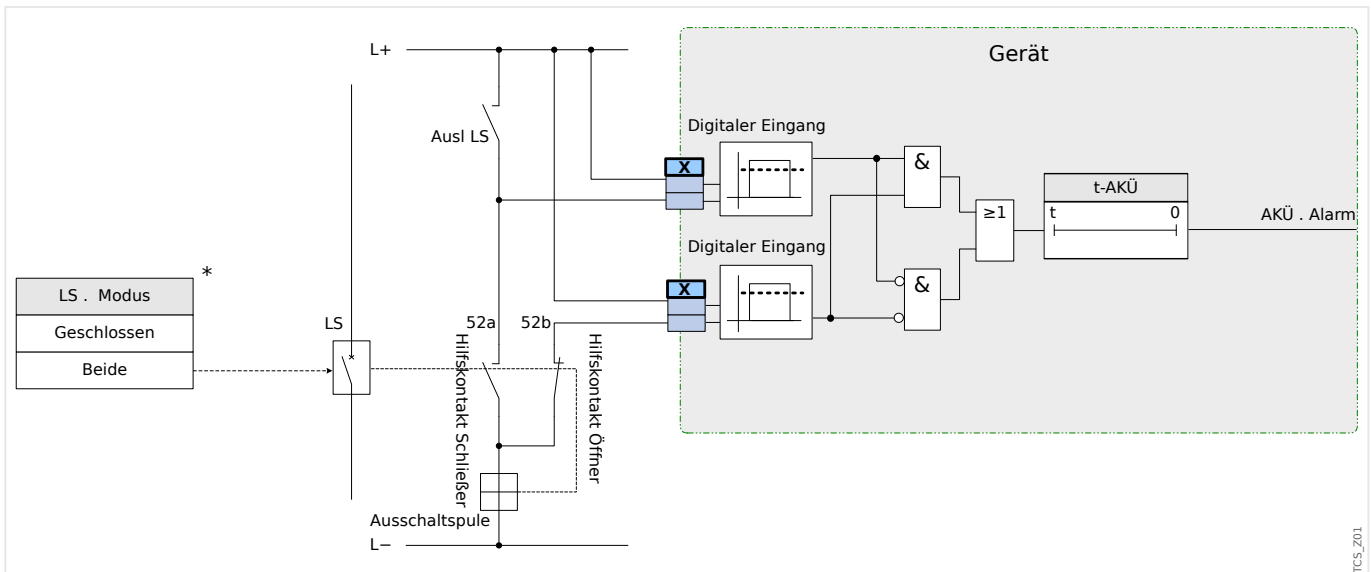 L+
Gerät
Digitaler Eingang
Ausl LS
X
&
t-AKÜ
t
0
≥1
AKÜ . Alarm
Digitaler Eingang
X
&
*
LS . Modus
Geschlossen
Beide
LS
52a
52b
Hilfskontakt Schließer
Hilfskontakt Öffner
Ausschaltspule
L−
TCS_Z01